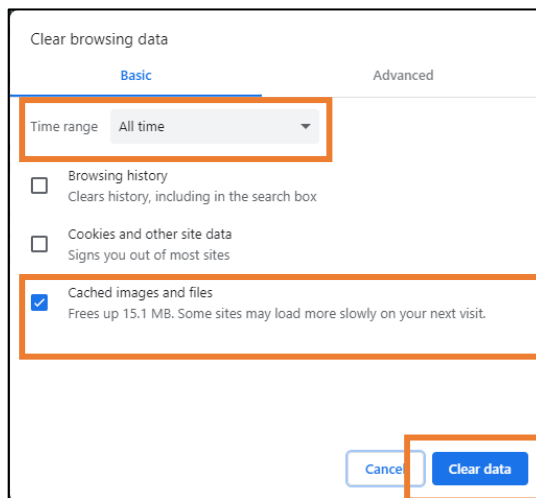 Clear browsing data
Basic Advanced
Time range All time
Browsing history
Clears history, including in the search box
Cookies and other site data
Signs you out of most sites
Cached images and files
Frees up 15.1 MB. Some sites may load more slowly on your next visit.
Cancel Clear data